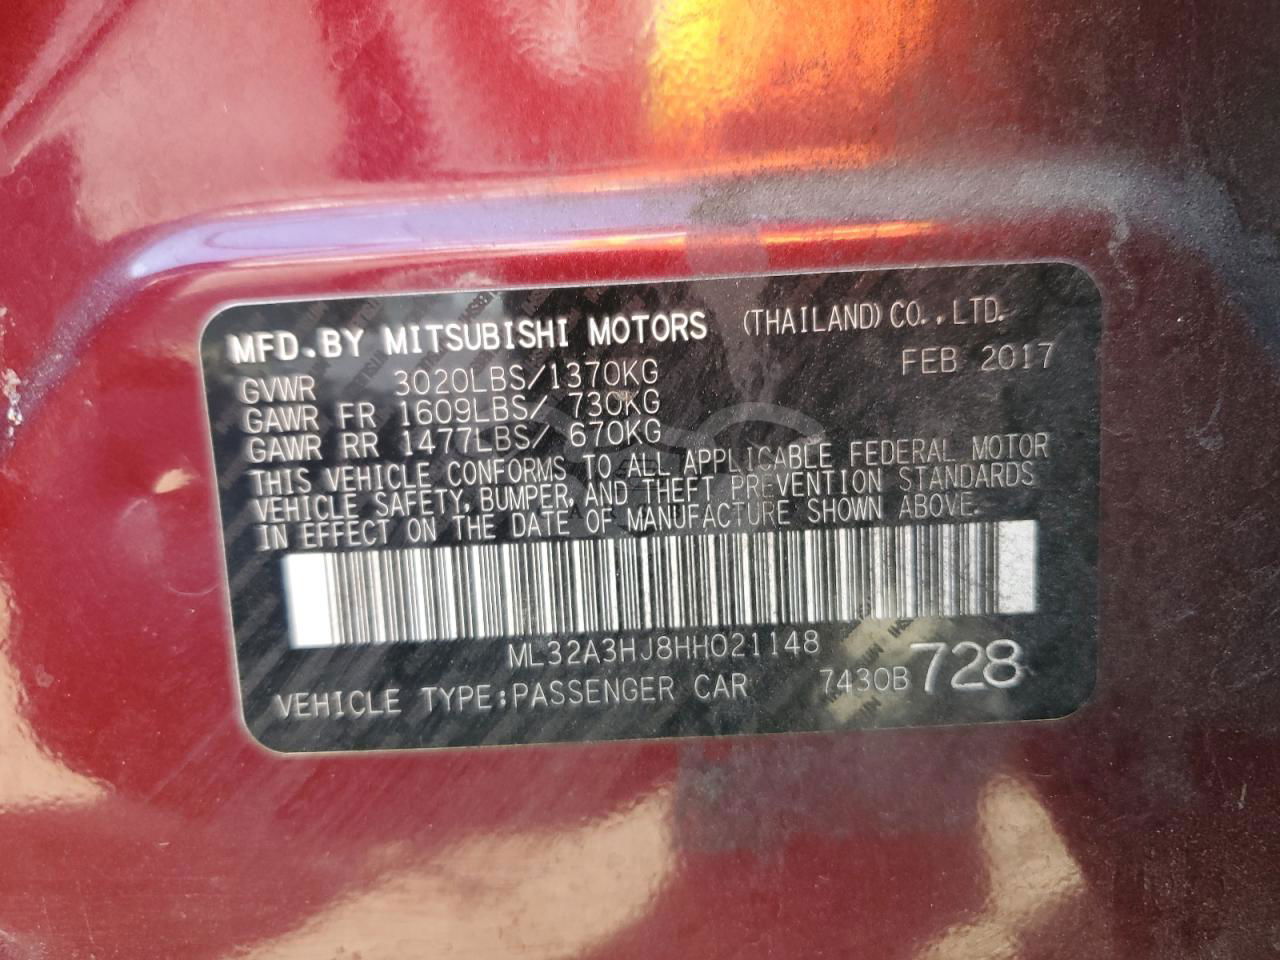 MFD.BY MITSUBISHI MOTORS (THAILAND) CO.,LTD.
FEB 2017
GVWR 3020LBS/1370KG
GAWR FR 1609LBS/ 730KG
GAWR RR 1477LBS/ 670KG
THIS VEHICLE CONFORMS TO ALL APPLICABLE FEDERAL MOTOR
VEHICLE SAFETY, BUMPER, AND THEFT PREVENTION STANDARDS
IN EFFECT ON THE DATE OF MANUFACTURE SHOWN ABOVE.
ML32A3HJ8HH021148
VEHICLE TYPE:PASSENGER CAR 7430B 728